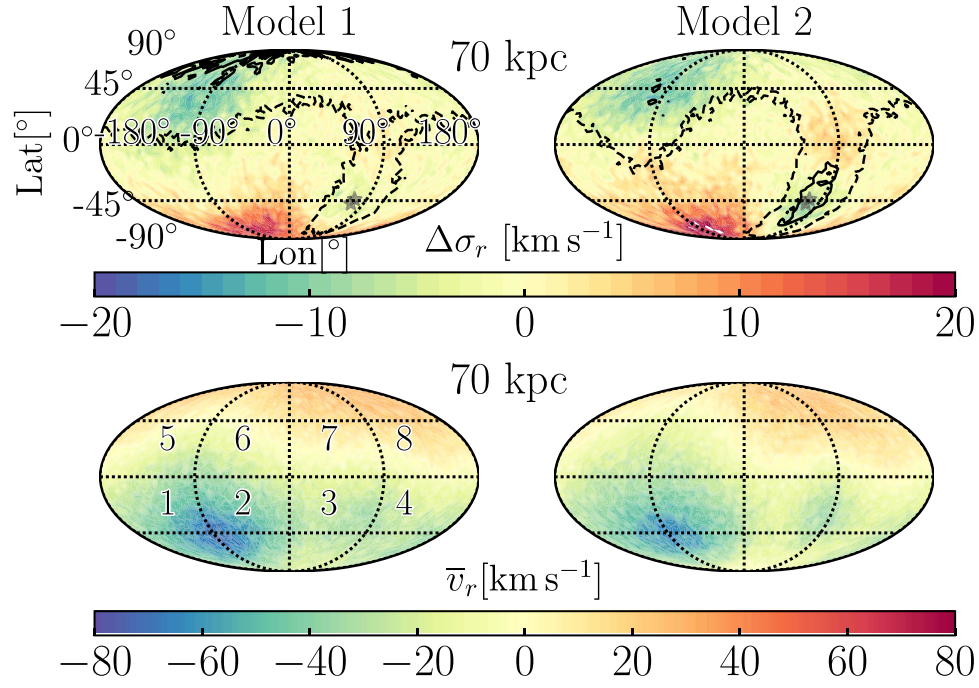 Model 1 Model 2
70 kpc
90°
45°
0°
-45°
-90°
Lat[°]
-180° -90° 0° 90° 180°
Lon[°]
Δσr [km s⁻¹]
−20 −10 0 10 20
70 kpc
5 6 7 8
1 2 3 4
v̅r[km s⁻¹]
−80 −60 −40 −20 0 20 40 60 80